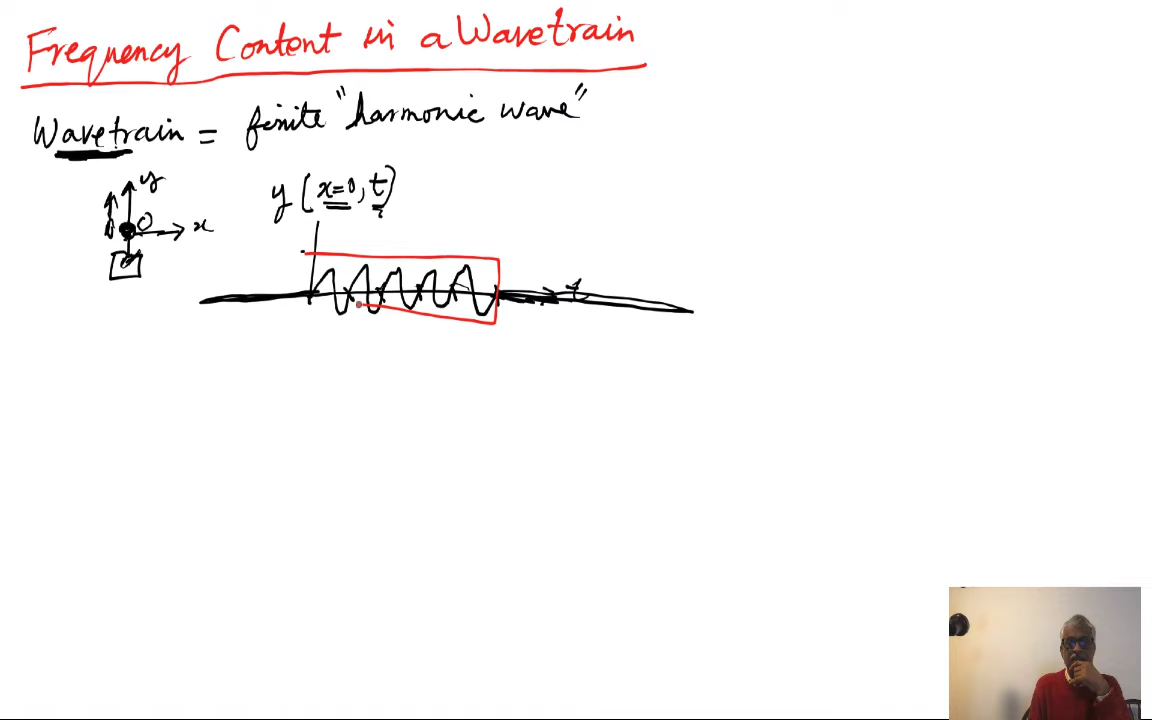 Frequency Content in a Wavetrain
Wavetrain = finite "harmonic wave"
y
O
x
y(x=0, t)
t